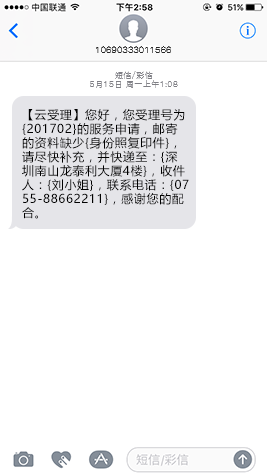 中国联通 下午2:58 51%
10690333011566
短信/彩信
5月15日 周一上午1:08
【云受理】您好，您受理号为
{201702}的服务申请，邮寄
的资料缺少{身份照复印件}，
请尽快补充，并快递至：{深
圳南山龙泰利大厦4楼}，收件
人：{刘小姐}，联系电话：{07
55-88662211}，感谢您的配
合。
短信/彩信